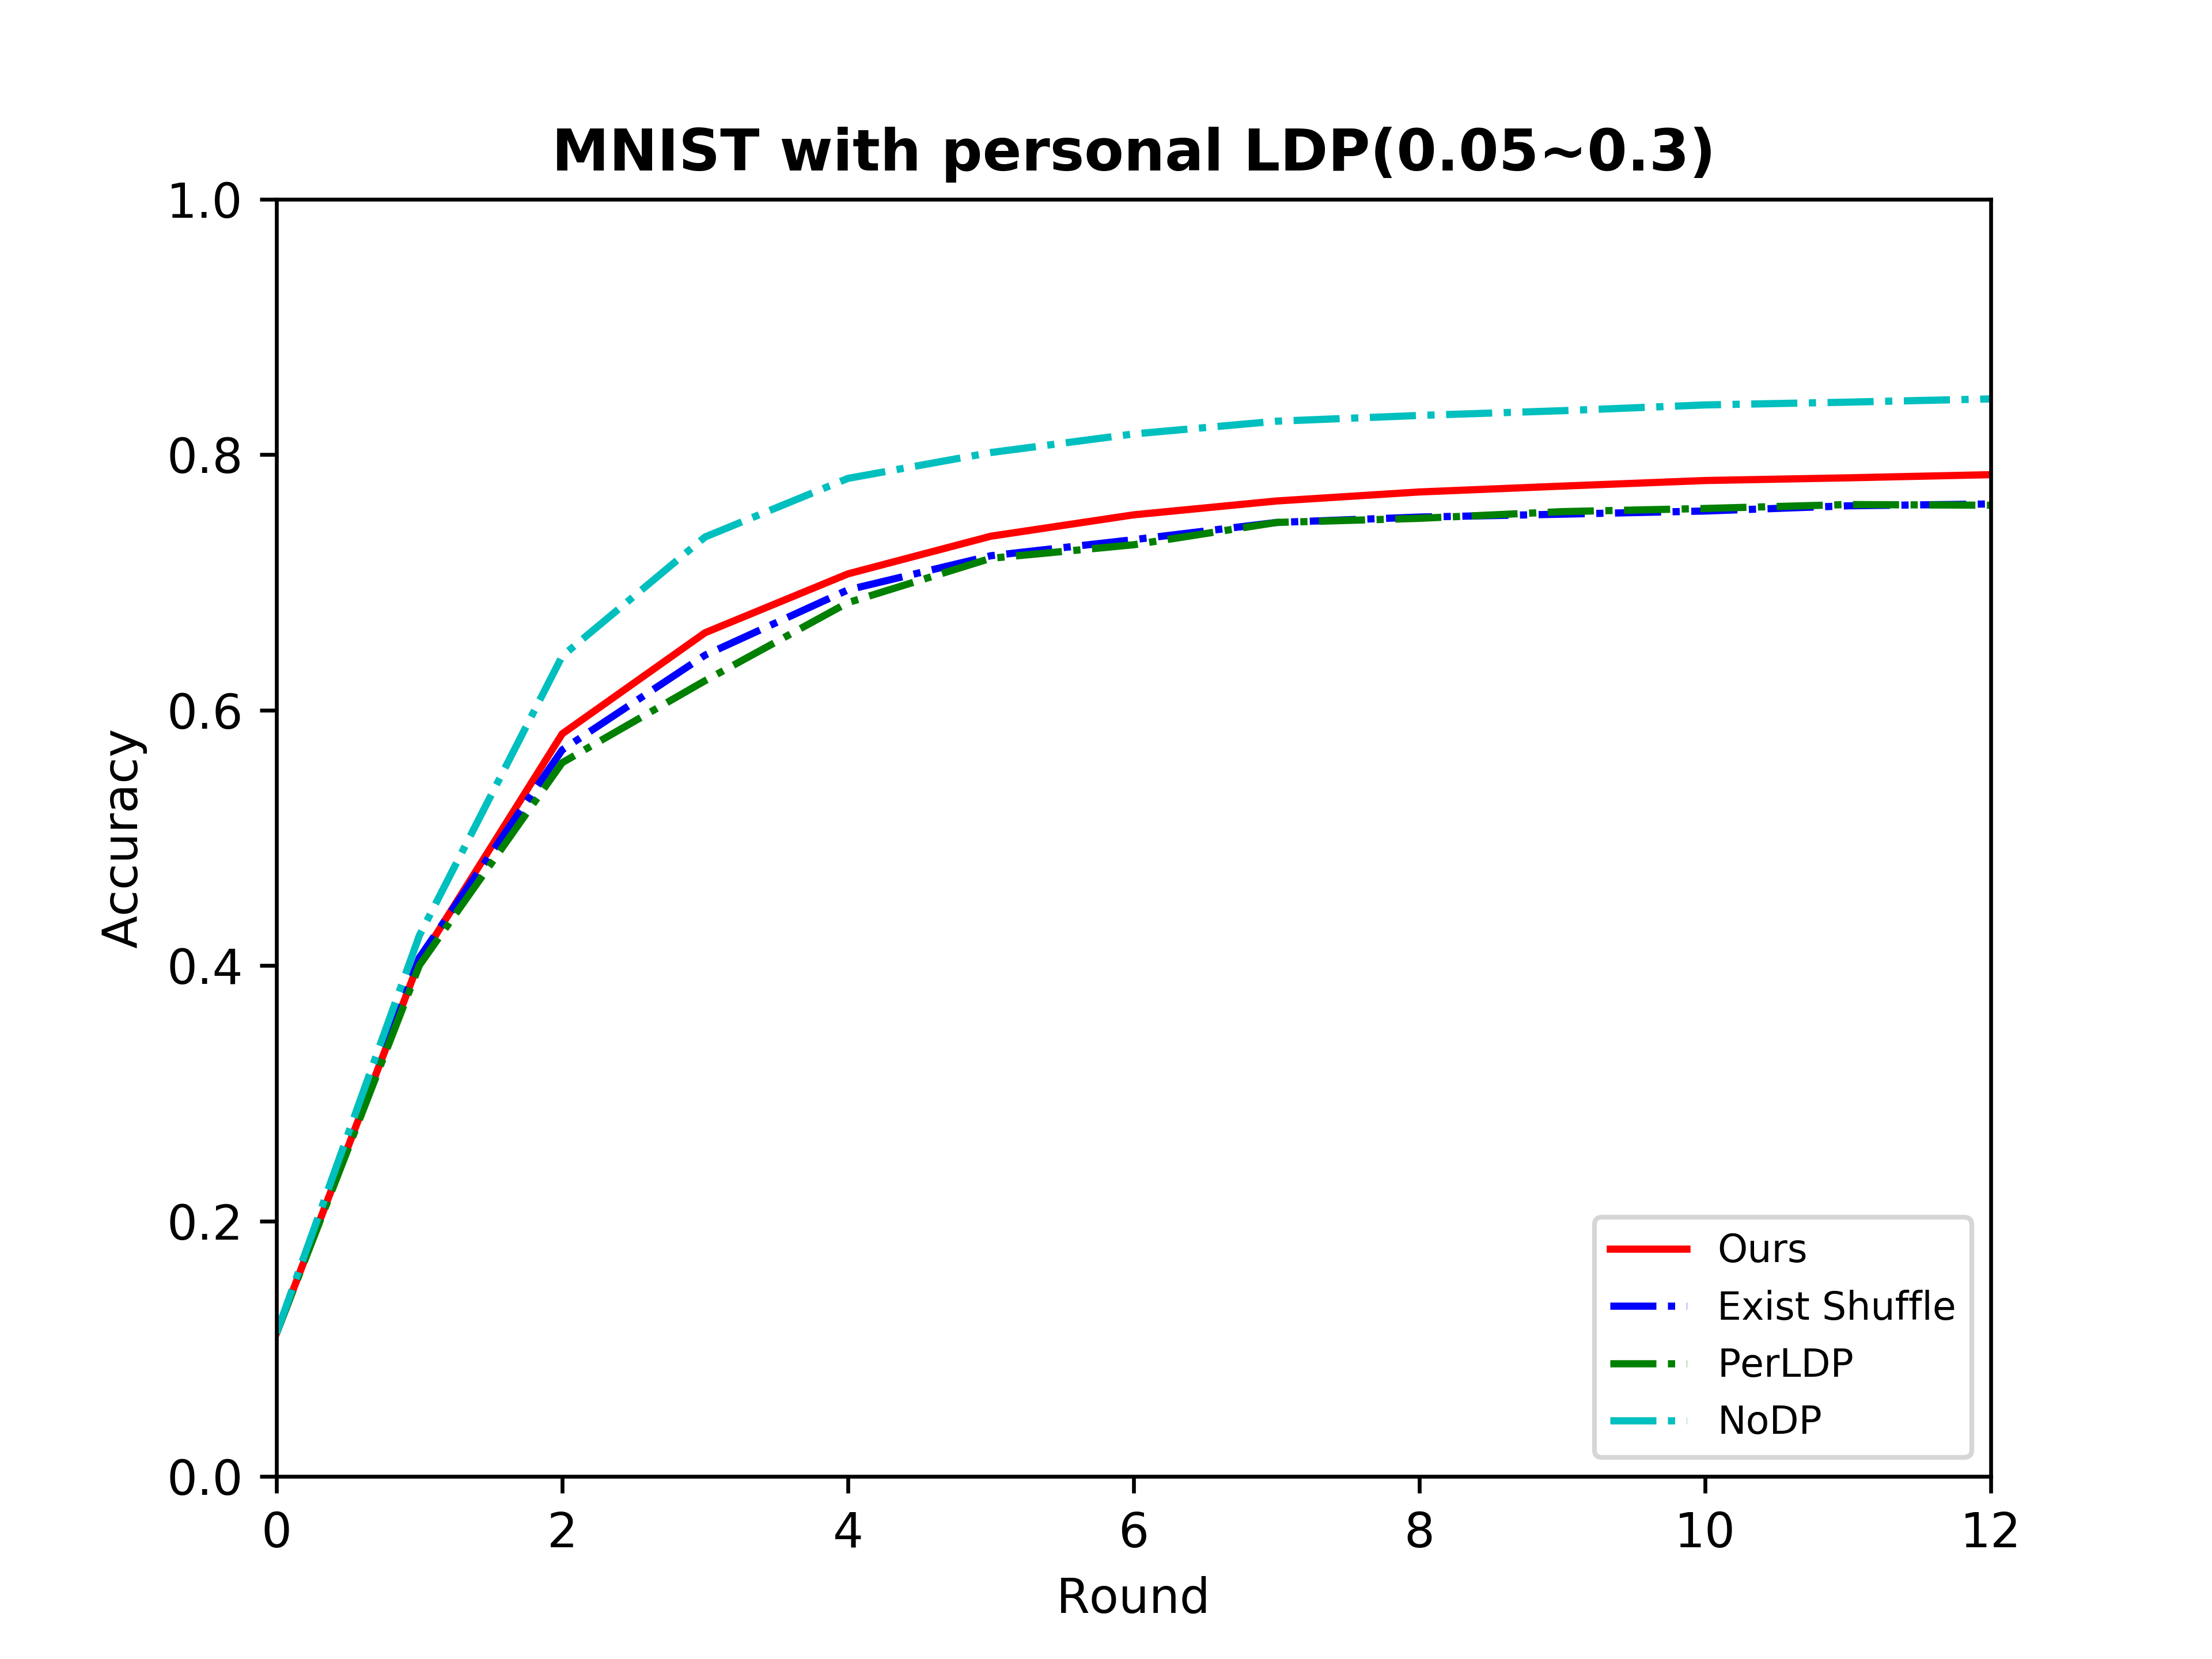 MNIST with personal LDP(0.05~0.3)
1.0
0.8
0.6
0.4
0.2
0.0
Accuracy
0 2 4 6 8 10 12
Round
Ours
Exist Shuffle
PerLDP
NoDP